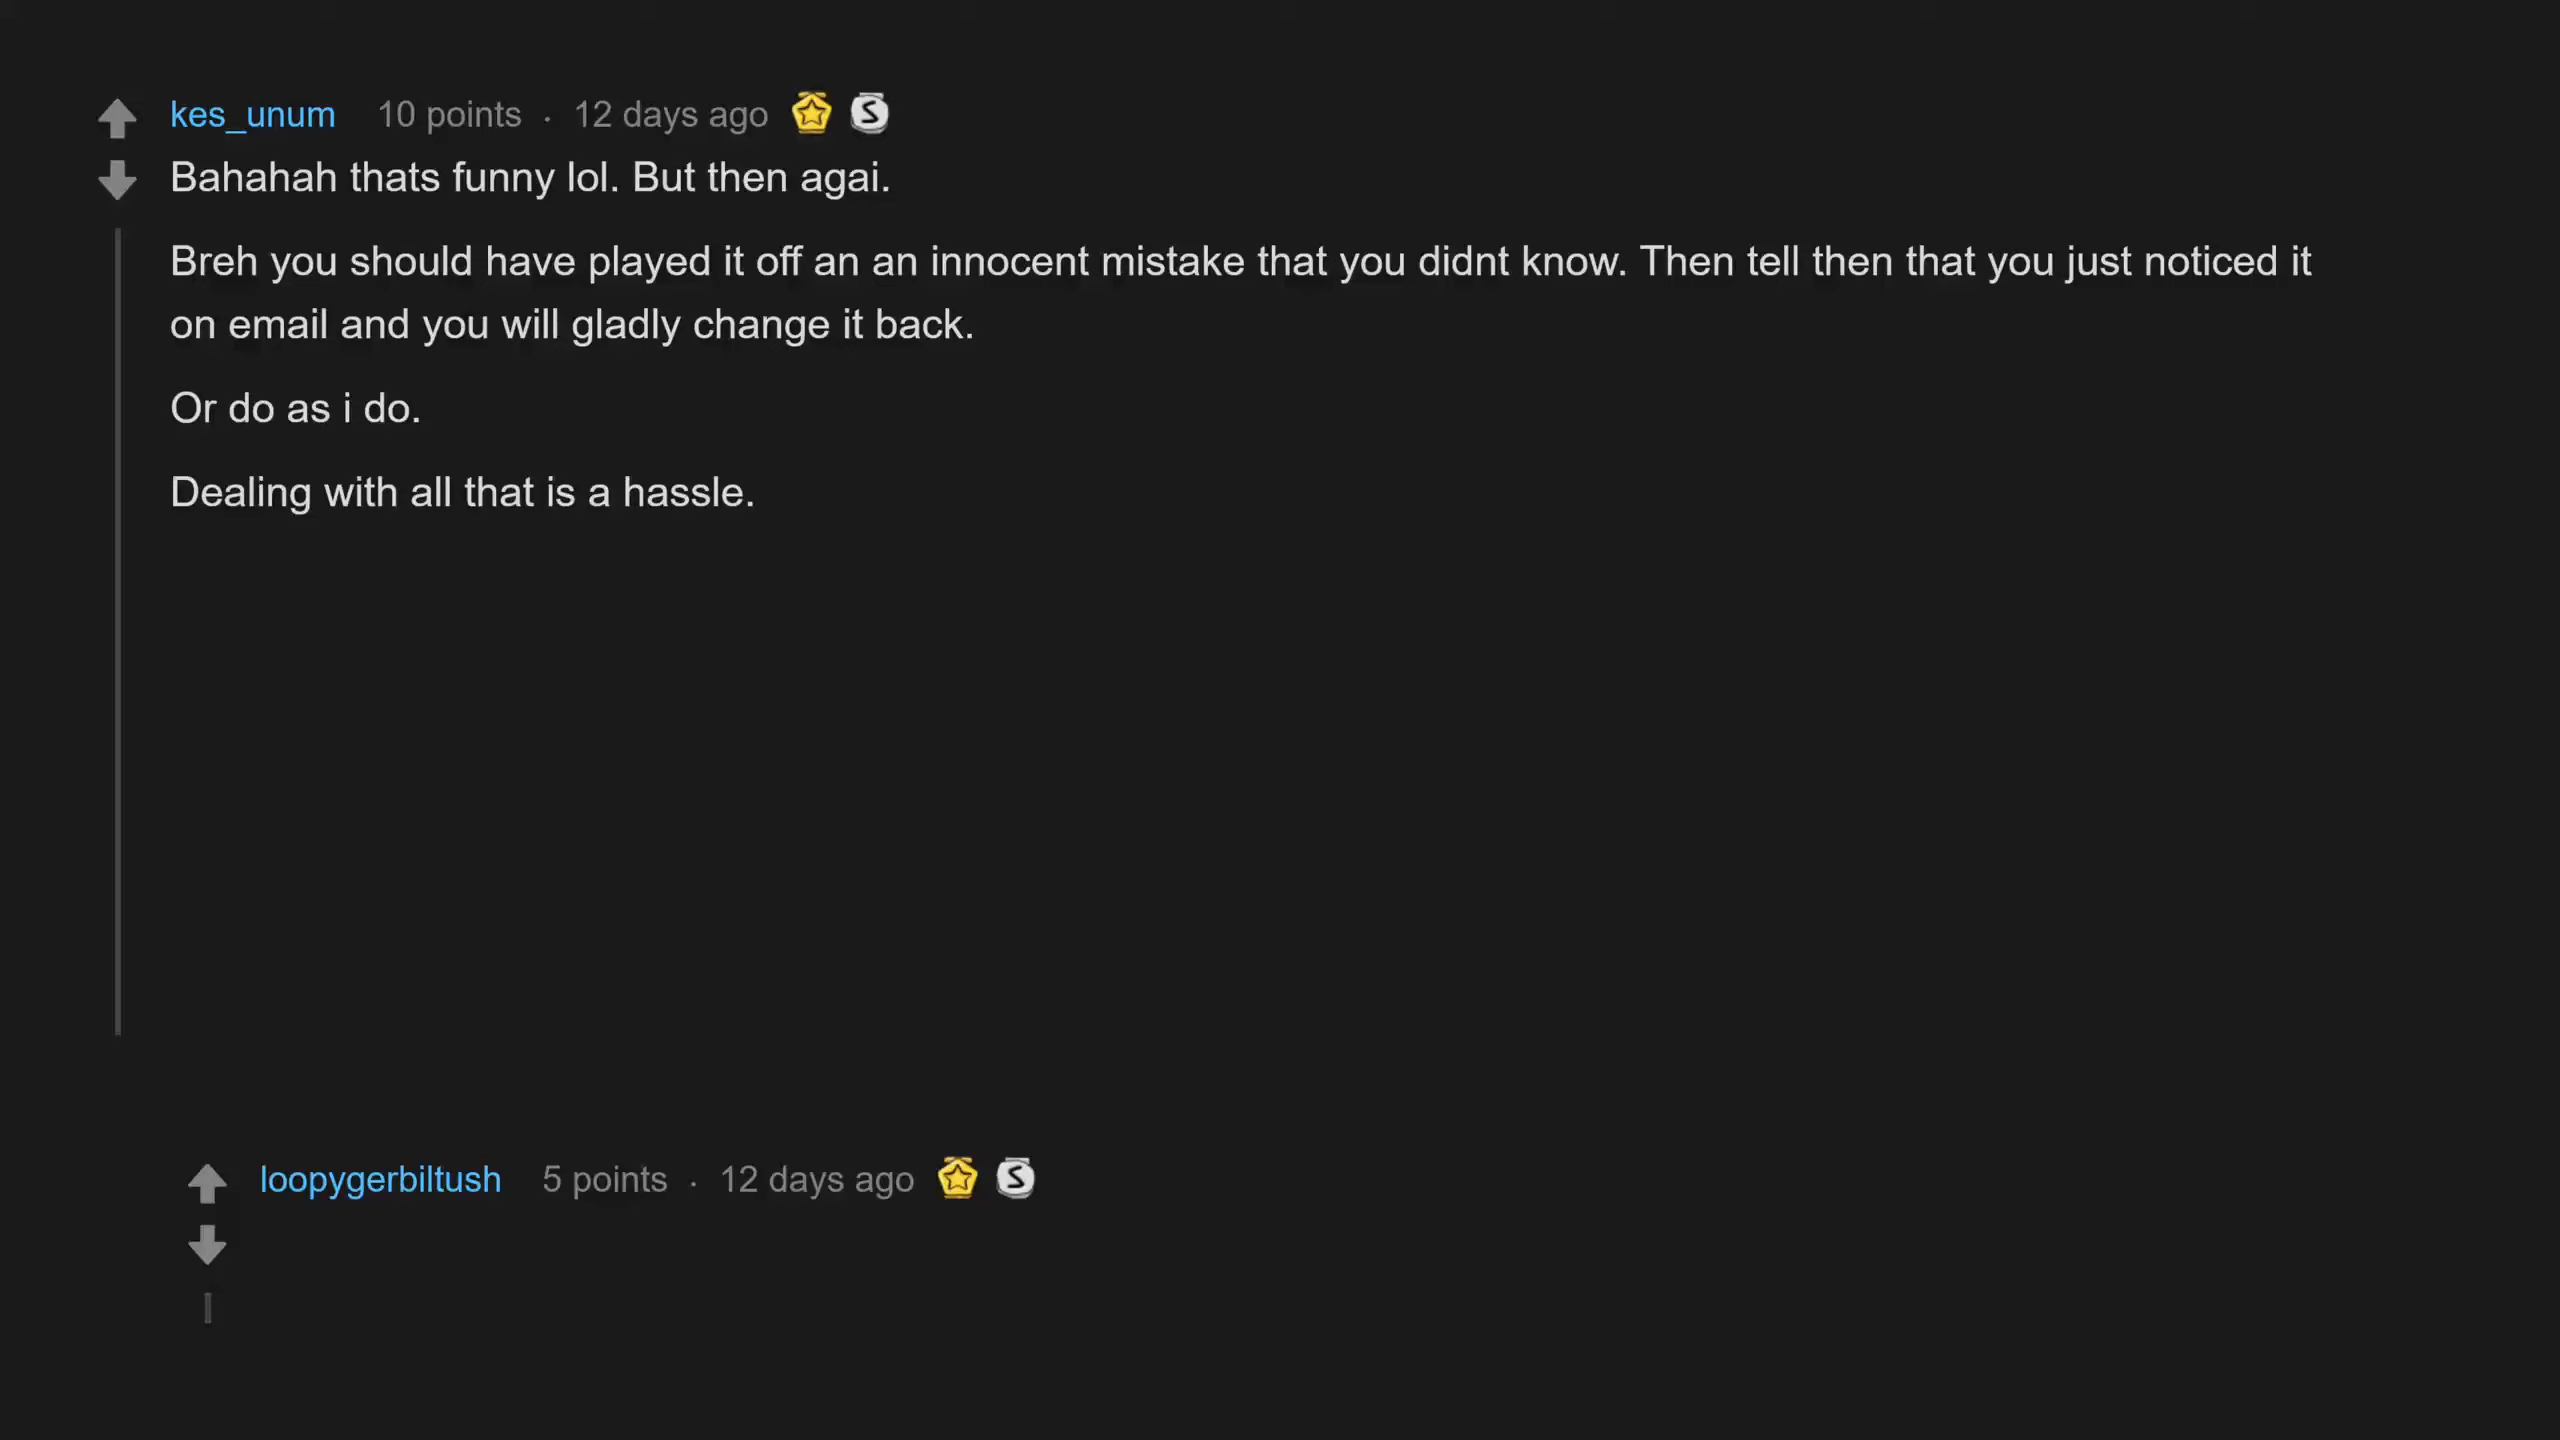 kes_unum 10 points · 12 days ago
Bahahah thats funny lol. But then agai.
Breh you should have played it off an an innocent mistake that you didnt know. Then tell then that you just noticed it
on email and you will gladly change it back.
Or do as i do.
Dealing with all that is a hassle.
loopygerbiltush 5 points · 12 days ago